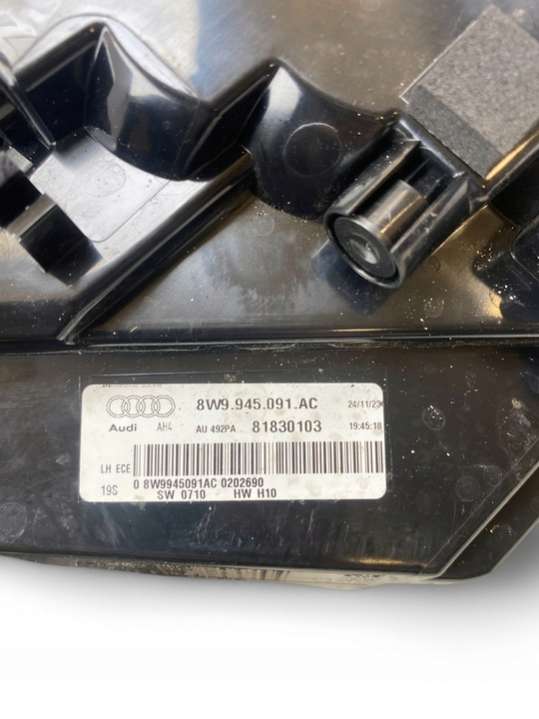 8W9.945.091.AC 24/11/23
Audi AHL AU 492PA 81830103 19:45:18
LH ECE
0 8W9945091AC 0202690
19S SW 0710 HW H10